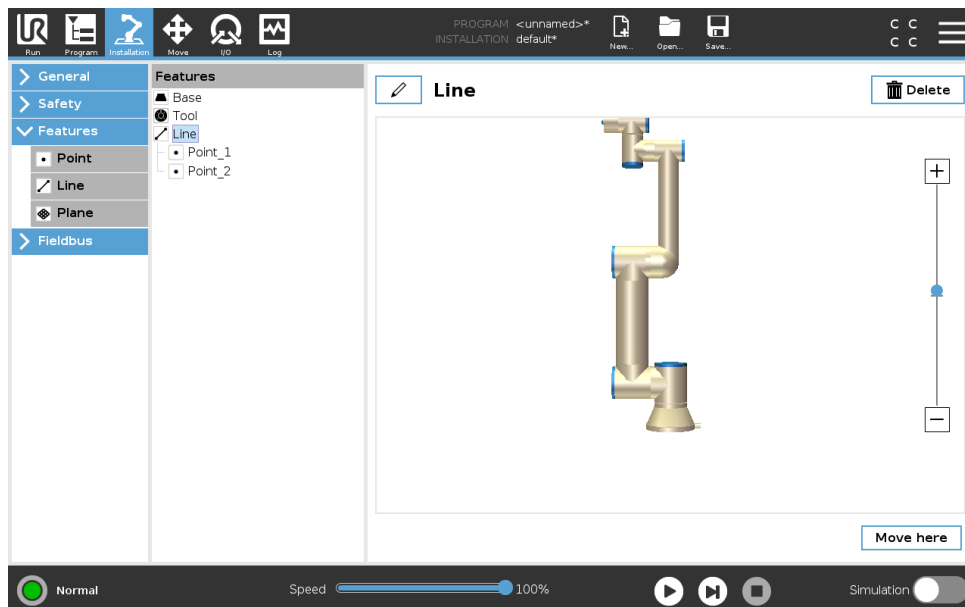 UR
Run
Program
Installation
Move
I/O
Log
PROGRAM <unnamed>*
INSTALLATION default*
New...
Open...
Save...
C C
C C
General
Safety
Features
Point
Line
Plane
Fieldbus
Features
Base
Tool
Line
Point_1
Point_2
Line
Delete
+
−
Move here
Normal
Speed
100%
Simulation